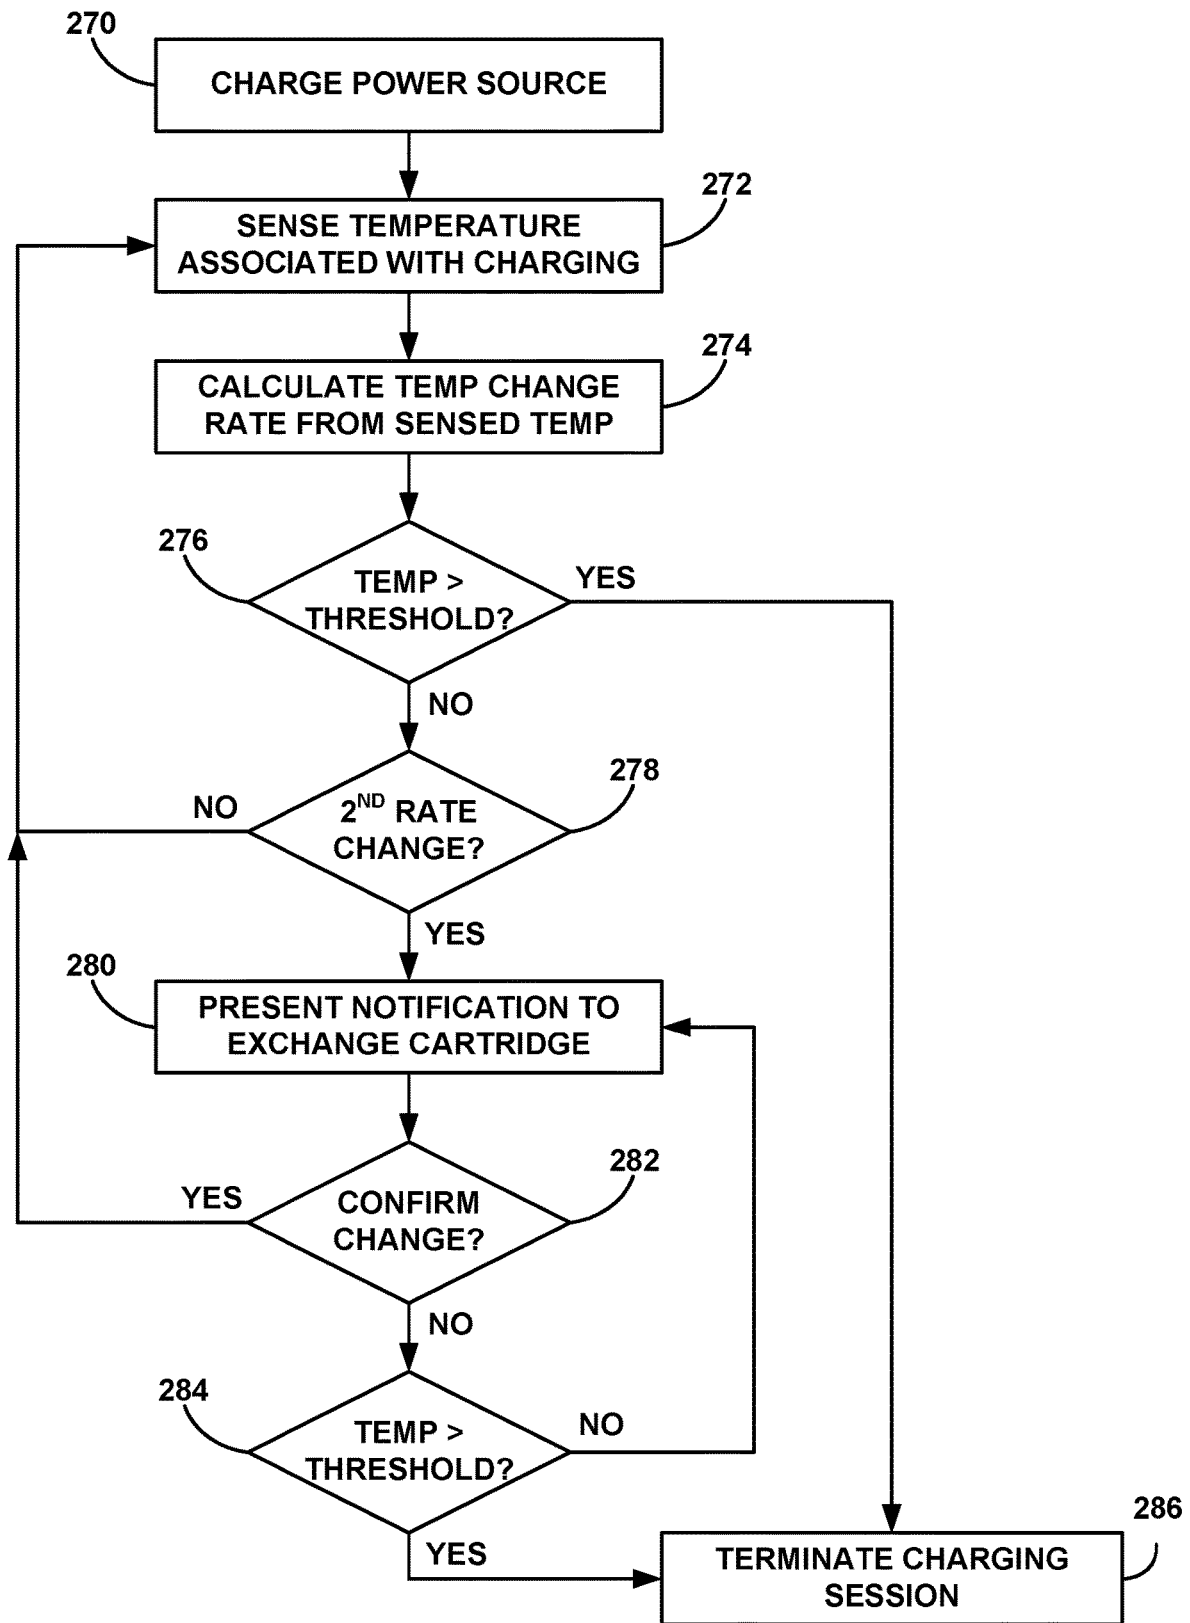 270
CHARGE POWER SOURCE
272
SENSE TEMPERATURE
ASSOCIATED WITH CHARGING
274
CALCULATE TEMP CHANGE
RATE FROM SENSED TEMP
276
TEMP >
THRESHOLD?
YES
NO
278
2ND RATE
CHANGE?
NO
YES
280
PRESENT NOTIFICATION TO
EXCHANGE CARTRIDGE
282
CONFIRM
CHANGE?
YES
NO
284
TEMP >
THRESHOLD?
NO
YES
286
TERMINATE CHARGING
SESSION